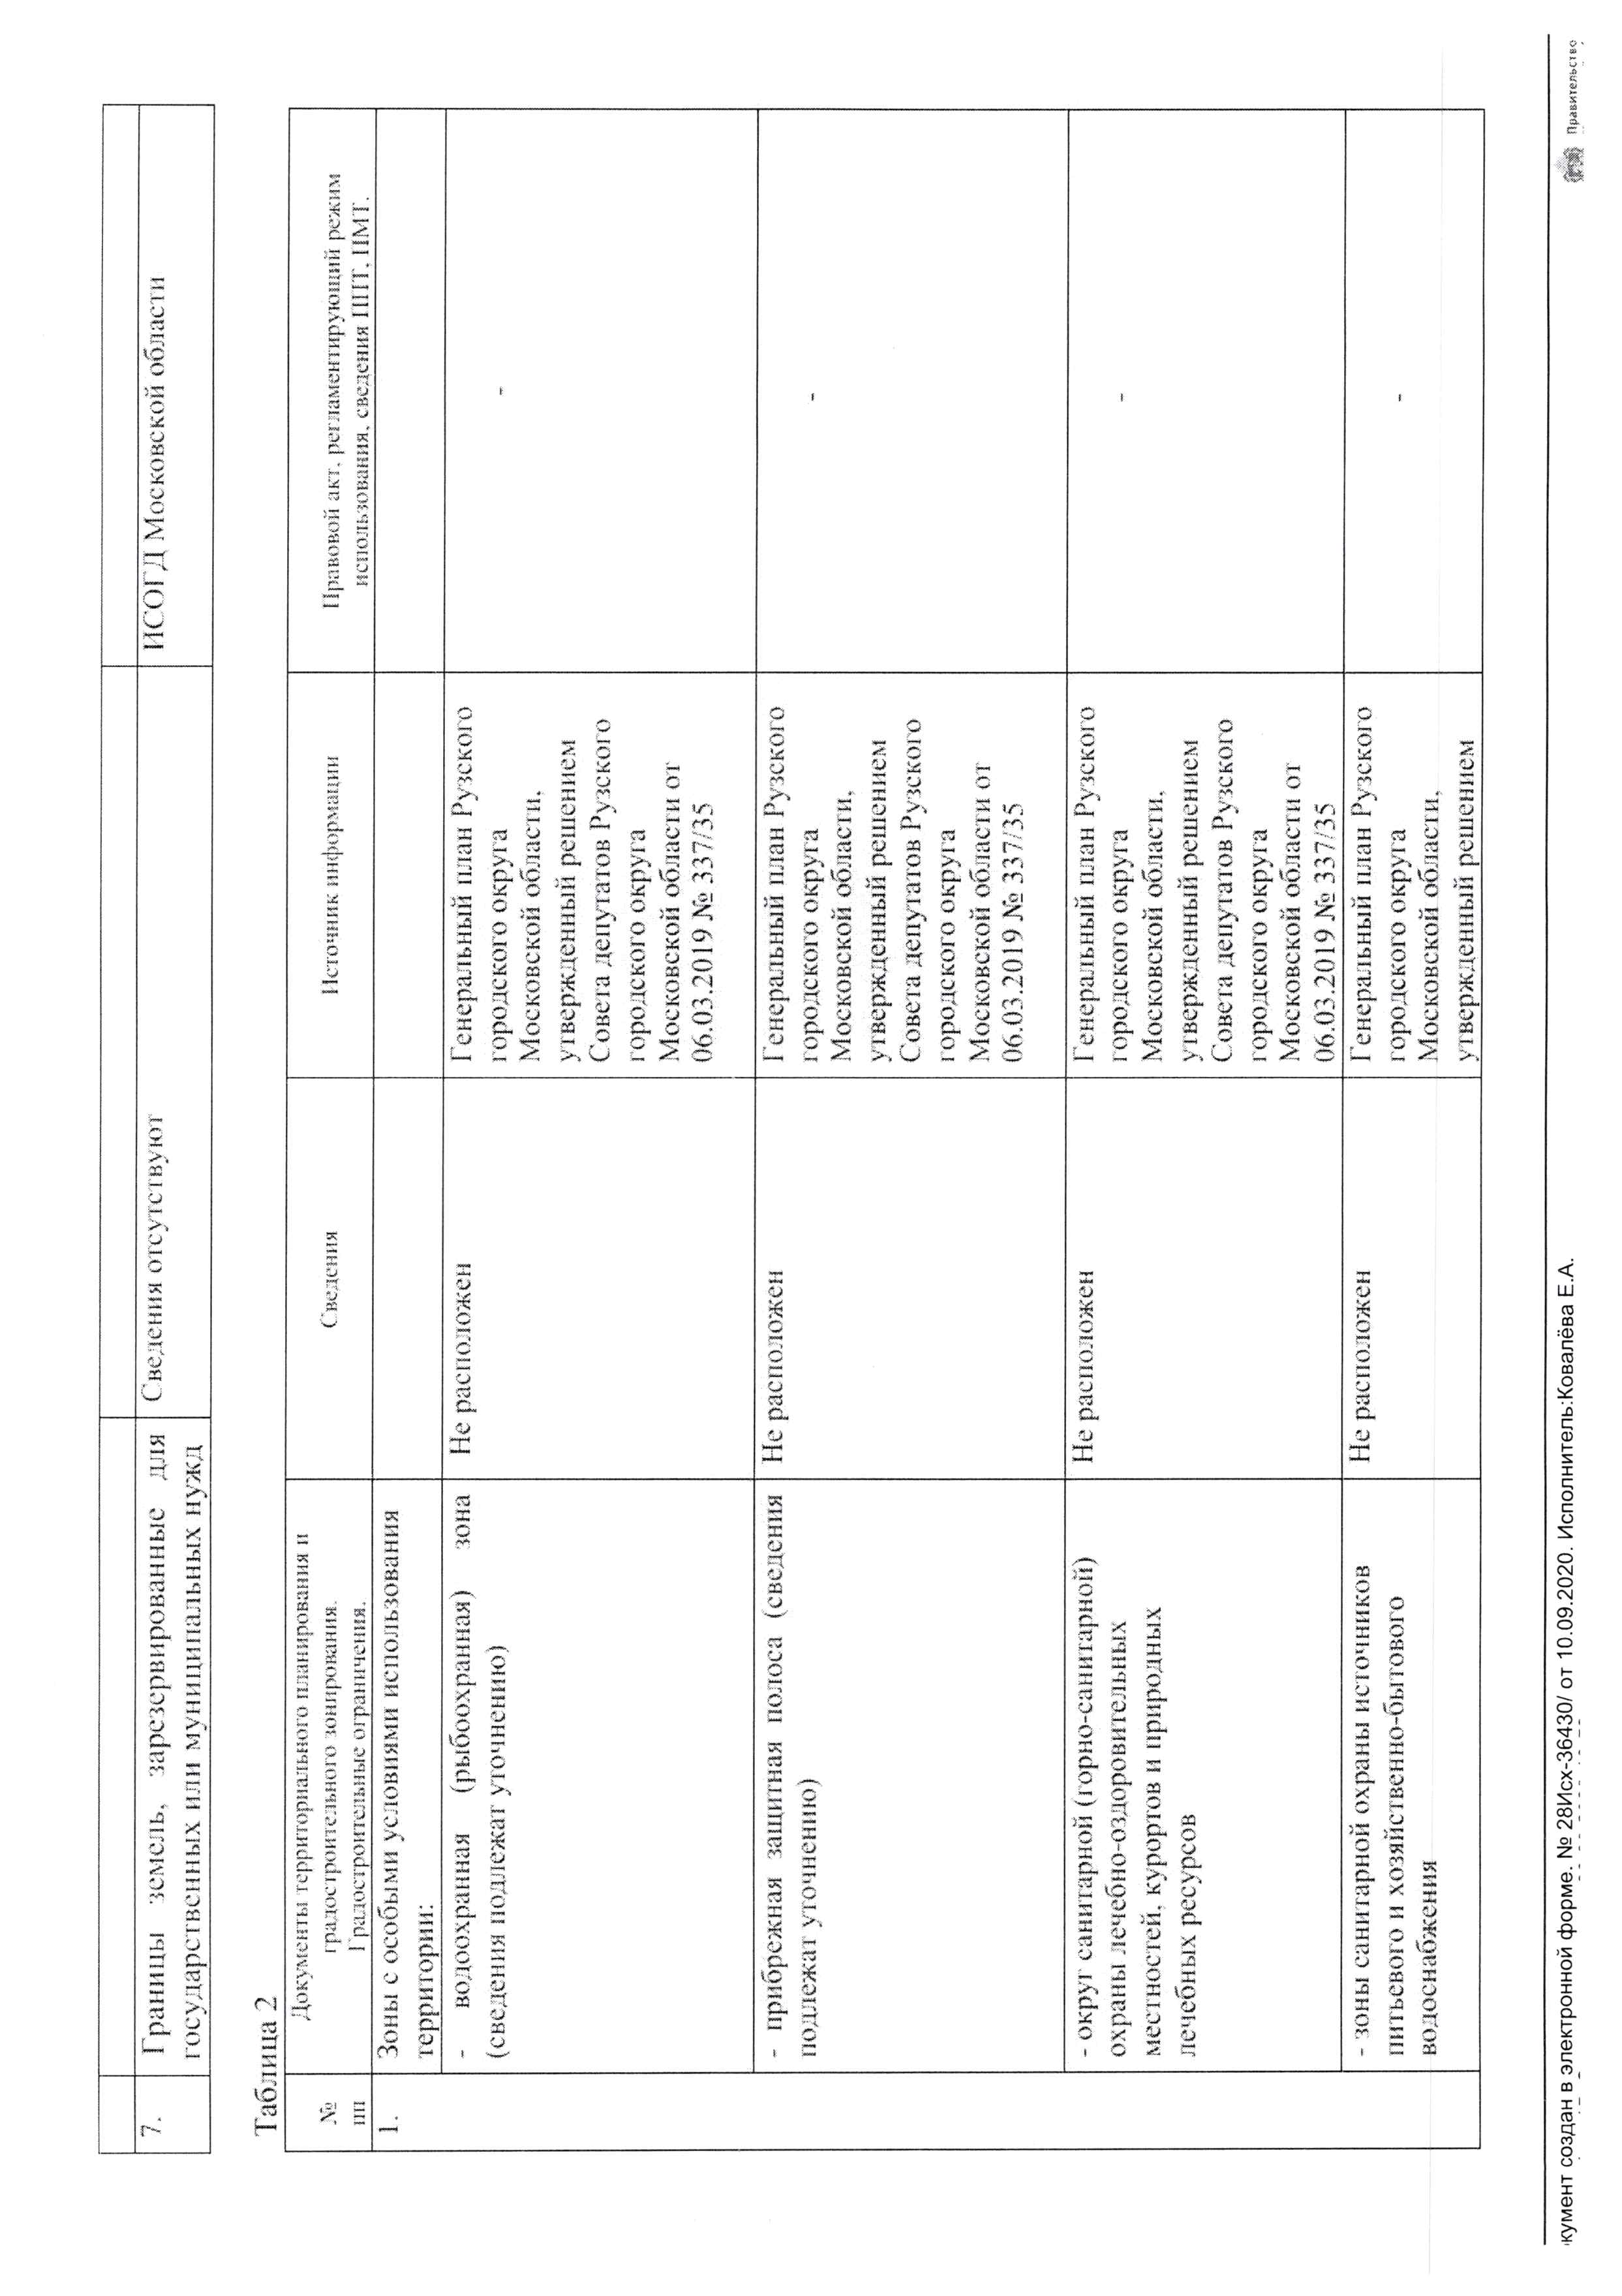 7.
Границы земель, зарезервированные для
государственных или муниципальных нужд
Сведения отсутствуют
ИСОГД Московской области
Таблица 2
№
пп
Документы территориального планирования и
градостроительного зонирования.
Градостроительные ограничения.
Сведения
Источник информации
Правовой акт, регламентирующий режим
использования, сведения ППТ, ПМТ.
1.
Зоны с особыми условиями использования
территории:
- водоохранная (рыбоохранная) зона
(сведения подлежат уточнению)
Не расположен
Генеральный план Рузского
городского округа
Московской области,
утвержденный решением
Совета депутатов Рузского
городского округа
Московской области от
06.03.2019 № 337/35
-
- прибрежная защитная полоса (сведения
подлежат уточнению)
Не расположен
Генеральный план Рузского
городского округа
Московской области,
утвержденный решением
Совета депутатов Рузского
городского округа
Московской области от
06.03.2019 № 337/35
-
- округ санитарной (горно-санитарной)
охраны лечебно-оздоровительных
местностей, курортов и природных
лечебных ресурсов
Не расположен
Генеральный план Рузского
городского округа
Московской области,
утвержденный решением
Совета депутатов Рузского
городского округа
Московской области от
06.03.2019 № 337/35
-
- зоны санитарной охраны источников
питьевого и хозяйственно-бытового
водоснабжения
Не расположен
Генеральный план Рузского
городского округа
Московской области,
утвержденный решением
-
кумент создан в электронной форме. № 28Исх-36430/ от 10.09.2020. Исполнитель:Ковалёва Е.А.
Правительство